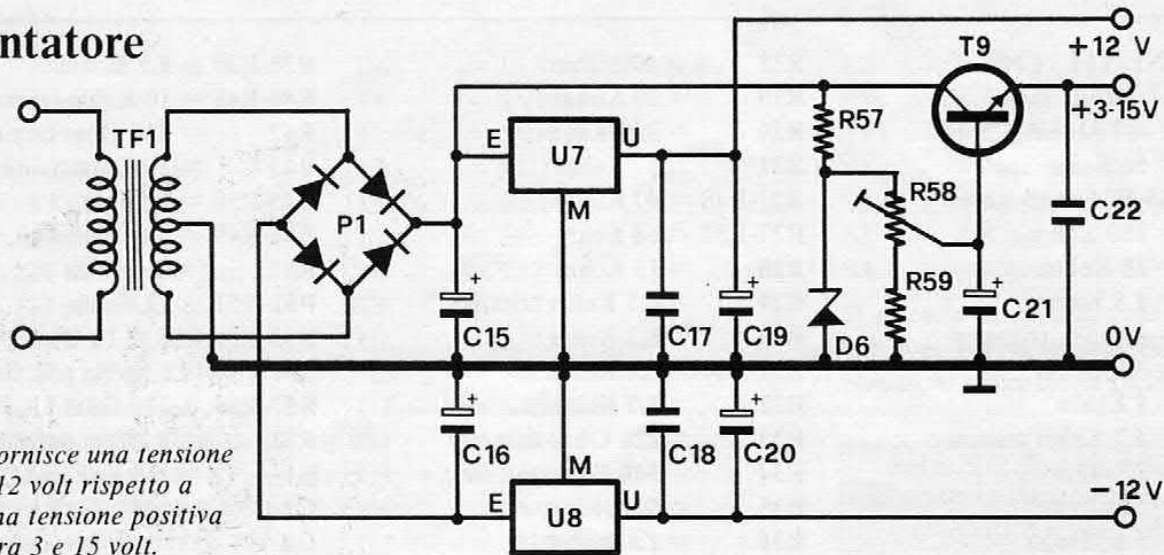 ntatore
TF1
P1
E
U7
U
M
C15
C17
C19
R57
R58
R59
D6
T9
C21
C22
+12 V
+3-15V
0V
C16
C18
C20
M
E
U8
U
-12V
ornisce una tensione
12 volt rispetto a
na tensione positiva
ra 3 e 15 volt.